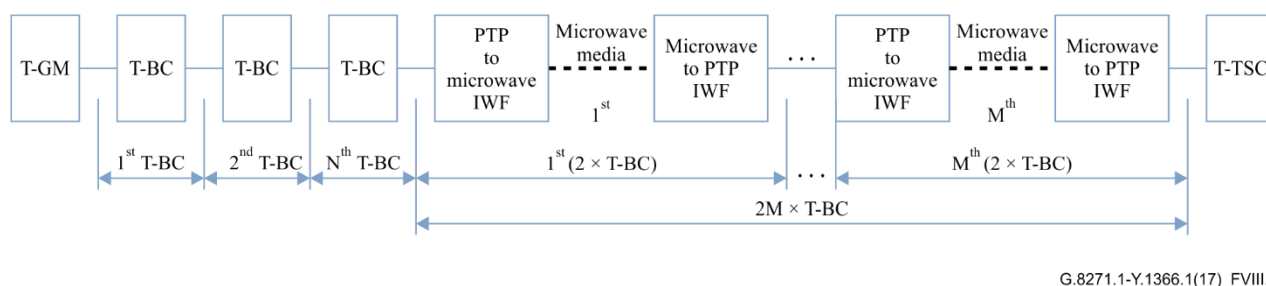 T-GM
T-BC
T-BC
T-BC
PTP
to
microwave
IWF
Microwave
media
1st
Microwave
to PTP
IWF
...
PTP
to
microwave
IWF
Microwave
media
Mth
Microwave
to PTP
IWF
T-TSC
1st T-BC
2nd T-BC
Nth T-BC
1st (2 × T-BC)
...
Mth (2 × T-BC)
2M × T-BC
G.8271.1-Y.1366.1(17)_FVIII.